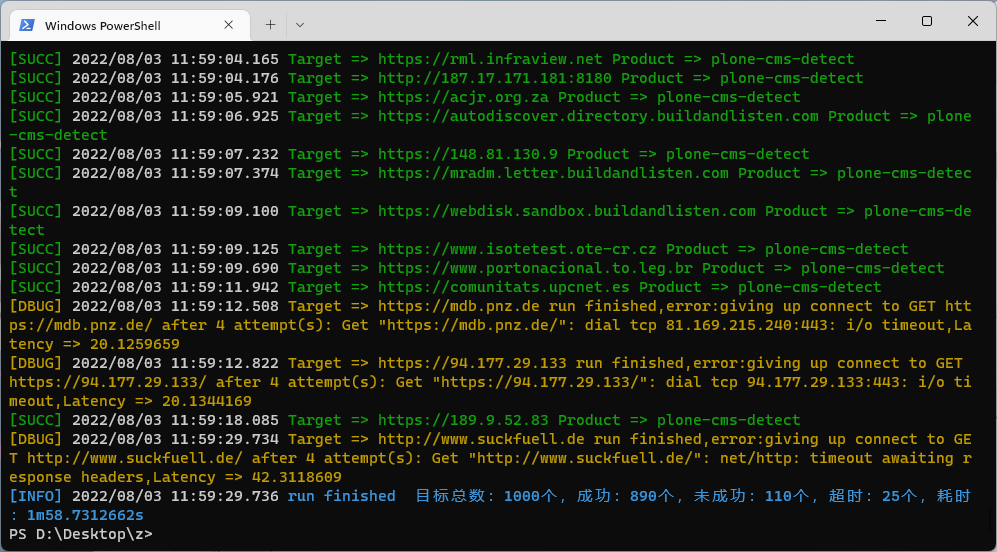 Windows PowerShell
[SUCC] 2022/08/03 11:59:04.165 Target => https://rml.infraview.net Product => plone-cms-detect
[SUCC] 2022/08/03 11:59:04.176 Target => http://187.17.171.181:8180 Product => plone-cms-detect
[SUCC] 2022/08/03 11:59:05.921 Target => https://acjr.org.za Product => plone-cms-detect
[SUCC] 2022/08/03 11:59:06.925 Target => https://autodiscover.directory.buildandlisten.com Product => plone
-cms-detect
[SUCC] 2022/08/03 11:59:07.232 Target => https://148.81.130.9 Product => plone-cms-detect
[SUCC] 2022/08/03 11:59:07.374 Target => https://mradm.letter.buildandlisten.com Product => plone-cms-detec
t
[SUCC] 2022/08/03 11:59:09.100 Target => https://webdisk.sandbox.buildandlisten.com Product => plone-cms-de
tect
[SUCC] 2022/08/03 11:59:09.125 Target => https://www.isotetest.ote-cr.cz Product => plone-cms-detect
[SUCC] 2022/08/03 11:59:09.690 Target => https://www.portonacional.to.leg.br Product => plone-cms-detect
[SUCC] 2022/08/03 11:59:11.942 Target => https://comunitats.upcnet.es Product => plone-cms-detect
[DBUG] 2022/08/03 11:59:12.508 Target => https://mdb.pnz.de run finished,error:giving up connect to GET htt
ps://mdb.pnz.de/ after 4 attempt(s): Get "https://mdb.pnz.de/": dial tcp 81.169.215.240:443: i/o timeout,La
tency => 20.1259659
[DBUG] 2022/08/03 11:59:12.822 Target => https://94.177.29.133 run finished,error:giving up connect to GET
https://94.177.29.133/ after 4 attempt(s): Get "https://94.177.29.133/": dial tcp 94.177.29.133:443: i/o ti
meout,Latency => 20.1344169
[SUCC] 2022/08/03 11:59:18.085 Target => https://189.9.52.83 Product => plone-cms-detect
[DBUG] 2022/08/03 11:59:29.734 Target => http://www.suckfuell.de run finished,error:giving up connect to GE
T http://www.suckfuell.de/ after 4 attempt(s): Get "http://www.suckfuell.de/": net/http: timeout awaiting r
esponse headers,Latency => 42.3118609
[INFO] 2022/08/03 11:59:29.736 run finished 目标总数：1000个，成功：890个，未成功：110个，超时：25个，耗时
：1m58.7312662s
PS D:\Desktop\z>